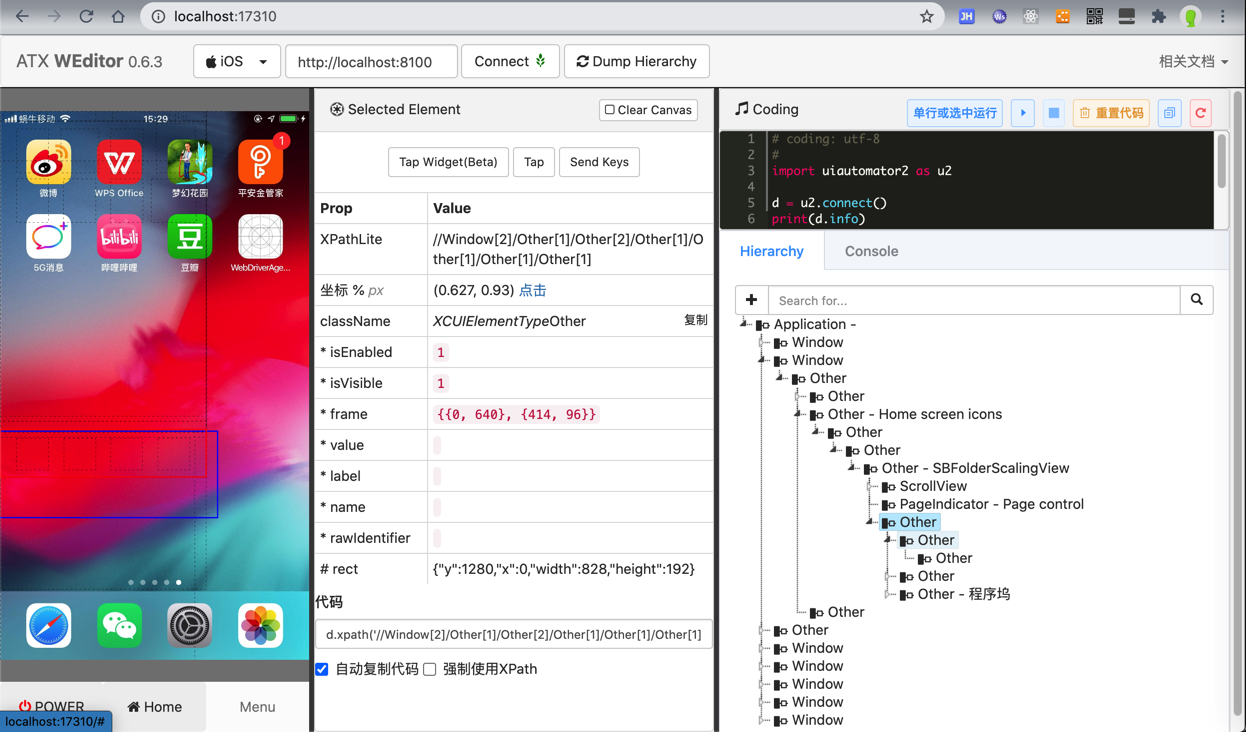 localhost:17310
ATX WEditor 0.6.3
iOS
http://localhost:8100
Connect
Dump Hierarchy
相关文档
蜗牛移动
15:29
1
微博
WPS Office
梦幻花园
平安金管家
5G消息
bilibili
哔哩哔哩
豆
豆瓣
WebDriverAge...
POWER
Home
Menu
localhost:17310/#
Selected Element
Clear Canvas
Tap Widget(Beta)
Tap
Send Keys
Prop Value
XPathLite //Window[2]/Other[1]/Other[2]/Other[1]/O
ther[1]/Other[1]/Other[1]
坐标 % px (0.627, 0.93) 点击
className XCUIElementTypeOther 复制
* isEnabled 1
* isVisible 1
* frame {{0, 640}, {414, 96}}
* value
* label
* name
* rawIdentifier
# rect {"y":1280,"x":0,"width":828,"height":192}
代码
d.xpath('//Window[2]/Other[1]/Other[2]/Other[1]/Other[1]/Other[1]
自动复制代码 强制使用XPath
Coding
单行或选中运行
重置代码
1 # coding: utf-8
2 #
3 import uiautomator2 as u2
4
5 d = u2.connect()
6 print(d.info)
Hierarchy
Console
Search for...
Application -
Window
Window
Other
Other
Other - Home screen icons
Other
Other
Other - SBFolderScalingView
ScrollView
PageIndicator - Page control
Other
Other
Other
Other
Other - 程序坞
Other
Other
Window
Window
Window
Window
Window